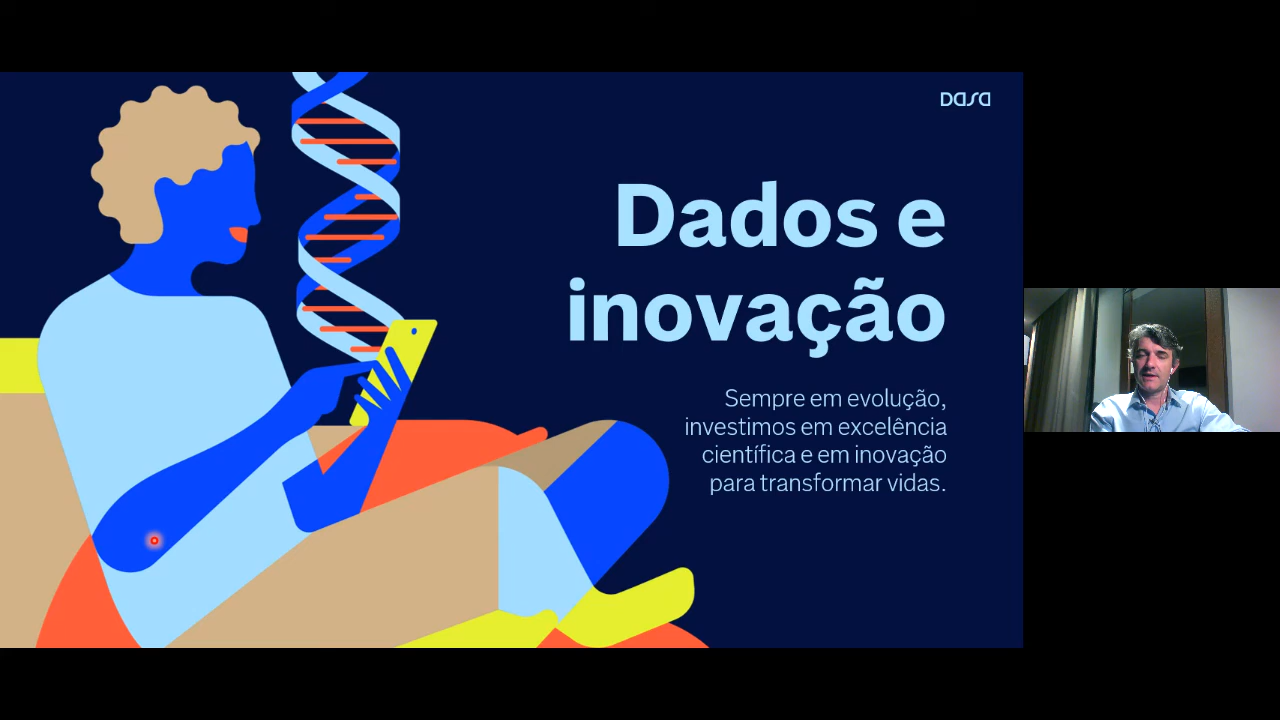 Dasa
Dados e
inovação
Sempre em evolução,
investimos em excelência
científica e em inovação
para transformar vidas.